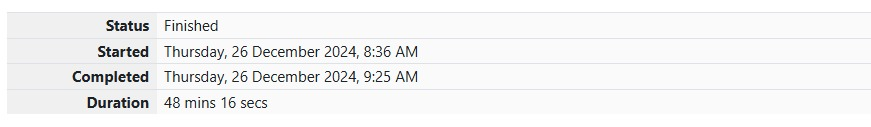 Status Finished
Started Thursday, 26 December 2024, 8:36 AM
Completed Thursday, 26 December 2024, 9:25 AM
Duration 48 mins 16 secs